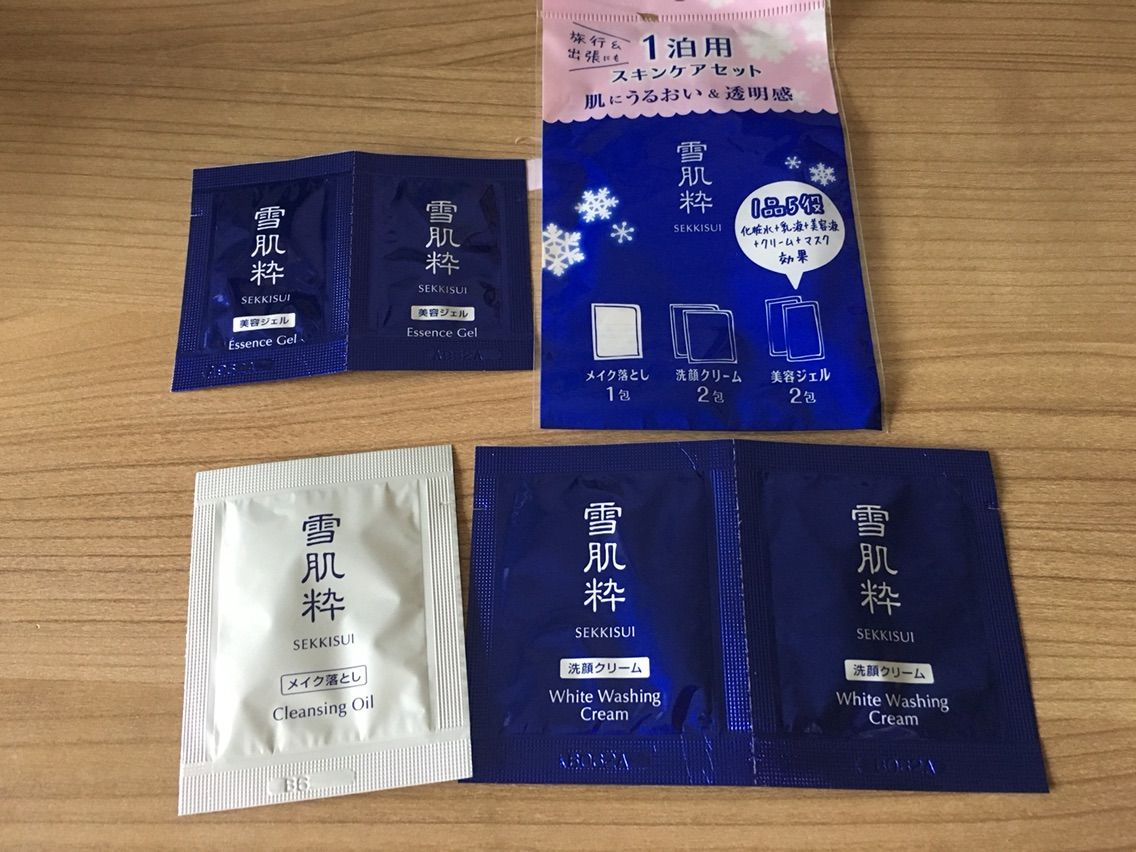 旅行&
出張にも
1泊用
スキンケアセット
肌にうるおい&透明感
雪肌粋
SEKKISUI
1品5役
化粧水+乳液+美容液
+クリーム+マスク
効果
メイク落とし
1包
洗顔クリーム
2包
美容ジェル
2包
雪肌粋
SEKKISUI
美容ジェル
Essence Gel
雪肌粋
SEKKISUI
美容ジェル
Essence Gel
雪肌粋
SEKKISUI
メイク落とし
Cleansing Oil
B6
雪肌粋
SEKKISUI
洗顔クリーム
White Washing
Cream
雪肌粋
SEKKISUI
洗顔クリーム
White Washing
Cream